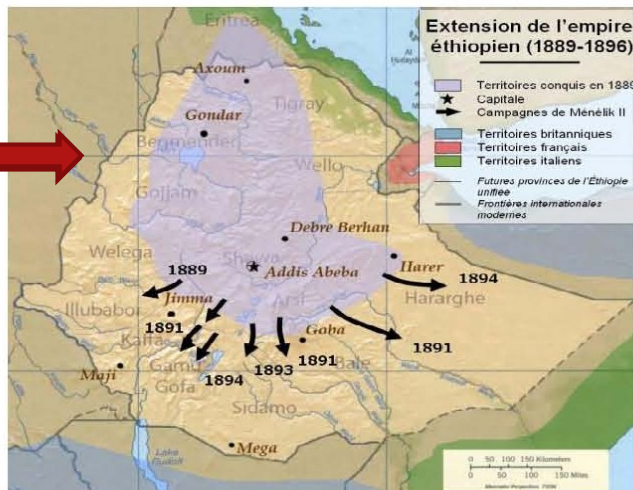 Extension de l'empire
éthiopien (1889-1896)
Territoires conquis en 1889
Capitale
Campagnes de Ménélik II
Territoires britanniques
Territoires français
Territoires italiens
Futures provinces de l'Éthiopie
unifiée
Frontières internationales
modernes
Eritrea
Axoum
Tigray
Gondar
Begmender
Wello
Gojjam
Debre Berhan
Welega
Shewa
Addis Abeba
Harer
1889
1894
Hararghe
Jimma
Illubabor
Arsi
1891
Goba
Kaffa
1891
1891
Bale
Maji
Gamu
Gofa
1894
1893
Sidamo
Mega
Lake
0 50 100 150 Kilometers
0 50 100 150 Miles